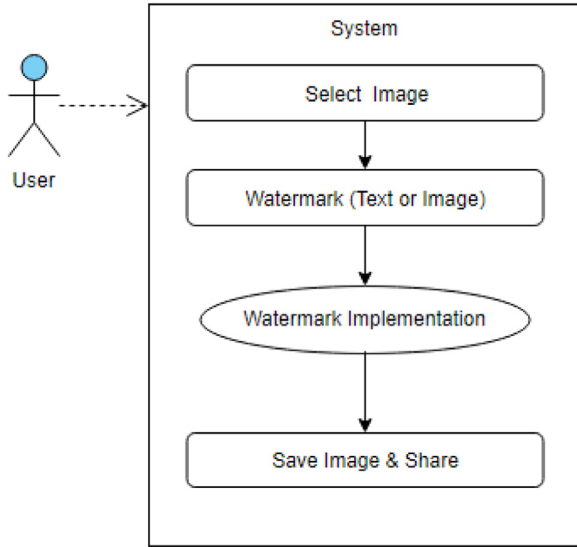 System
Select Image
User
Watermark (Text or Image)
Watermark Implementation
Save Image & Share